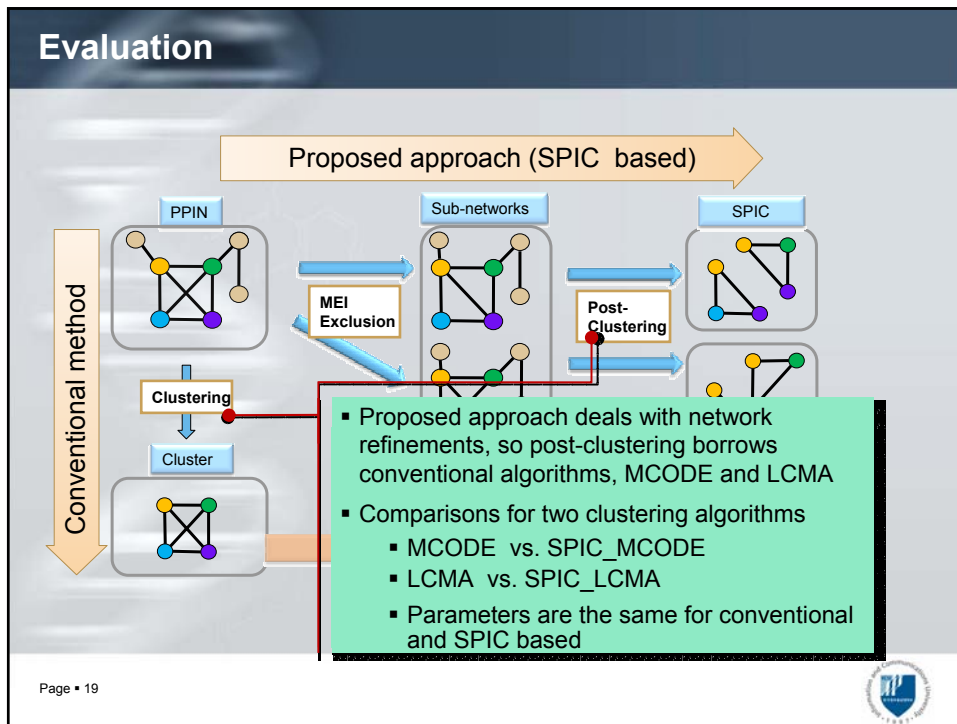 Evaluation
Proposed approach (SPIC based)
Conventional method
PPIN
Sub-networks
SPIC
MEI
Exclusion
Post-
Clustering
Clustering
Cluster
▪ Proposed approach deals with network
refinements, so post-clustering borrows
conventional algorithms, MCODE and LCMA
▪ Comparisons for two clustering algorithms
▪ MCODE vs. SPIC_MCODE
▪ LCMA vs. SPIC_LCMA
▪ Parameters are the same for conventional
and SPIC based
Page ▪ 19